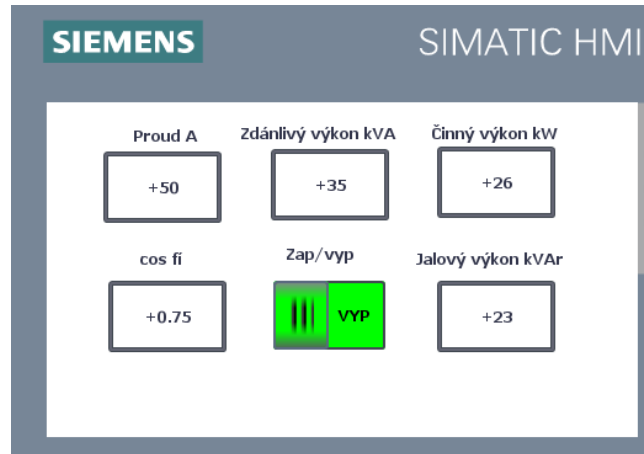 SIEMENS
SIMATIC HMI
Proud A
Zdánlivý výkon kVA
Činný výkon kW
+50
+35
+26
cos fí
Zap/vyp
Jalový výkon kVAr
+0.75
VYP
+23